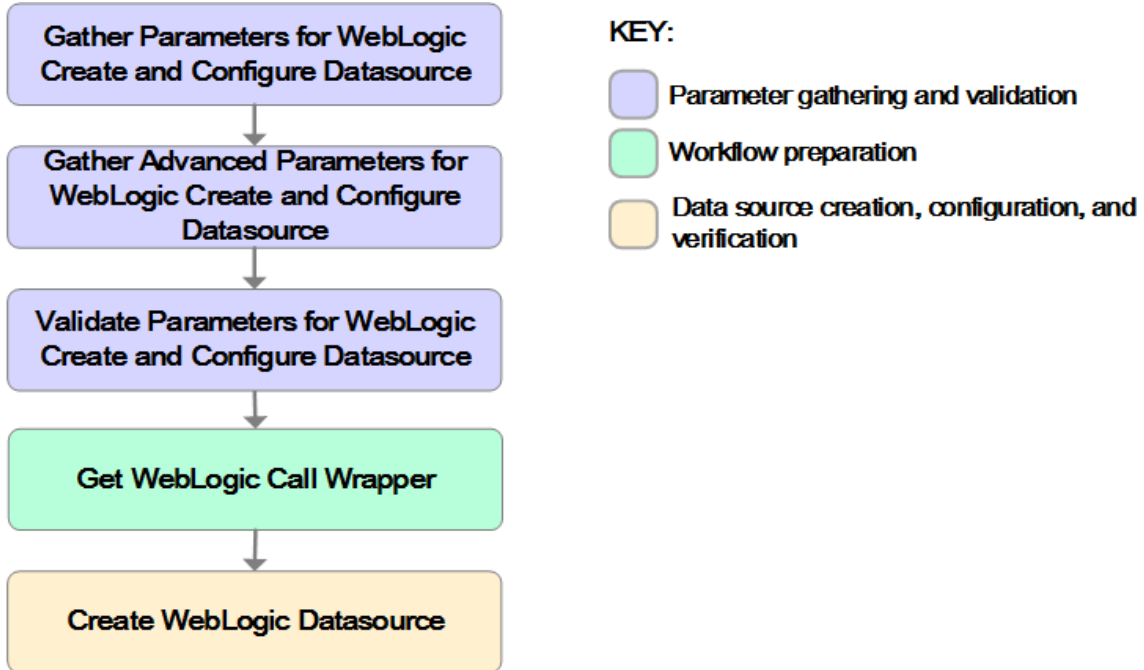 Gather Parameters for WebLogic
Create and Configure Datasource
Gather Advanced Parameters for
WebLogic Create and Configure
Datasource
Validate Parameters for WebLogic
Create and Configure Datasource
Get WebLogic Call Wrapper
Create WebLogic Datasource
KEY:
Parameter gathering and validation
Workflow preparation
Data source creation, configuration, and
verification